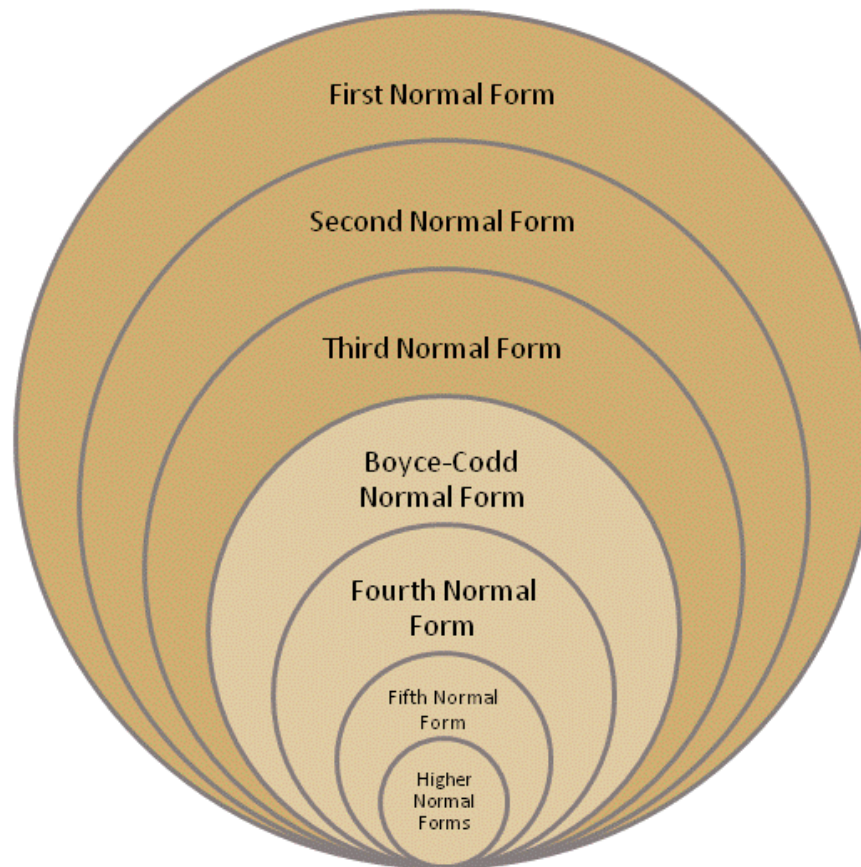 First Normal Form
Second Normal Form
Third Normal Form
Boyce-Codd
Normal Form
Fourth Normal
Form
Fifth Normal
Form
Higher
Normal
Forms